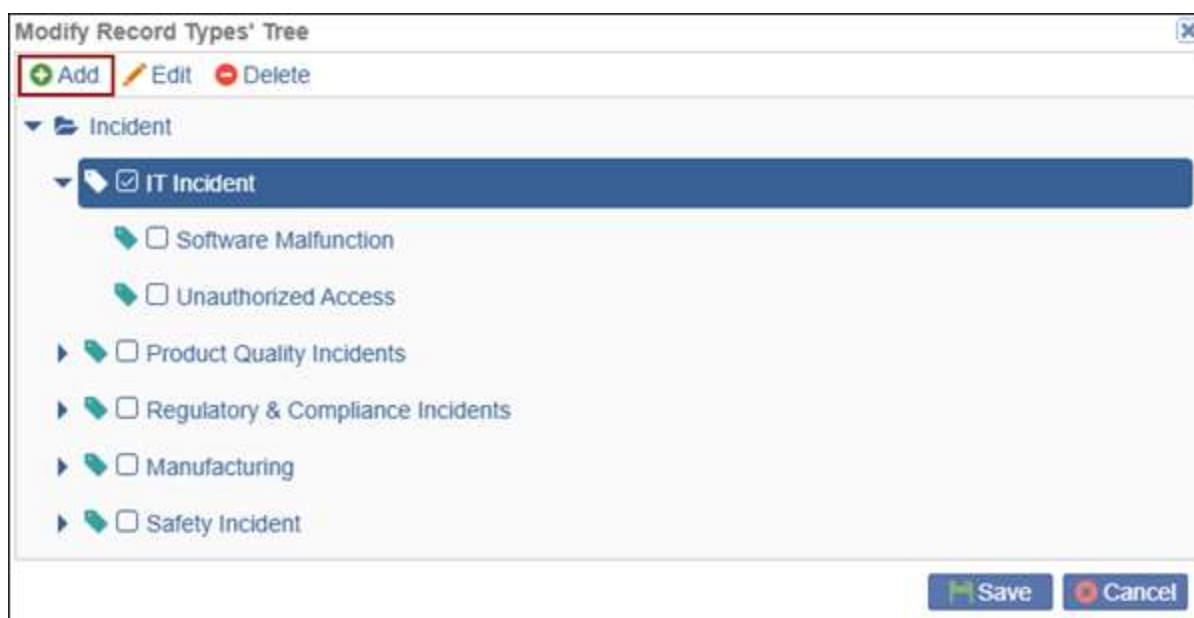 Modify Record Types' Tree
Add Edit Delete
Incident
IT Incident
Software Malfunction
Unauthorized Access
Product Quality Incidents
Regulatory & Compliance Incidents
Manufacturing
Safety Incident
Save Cancel